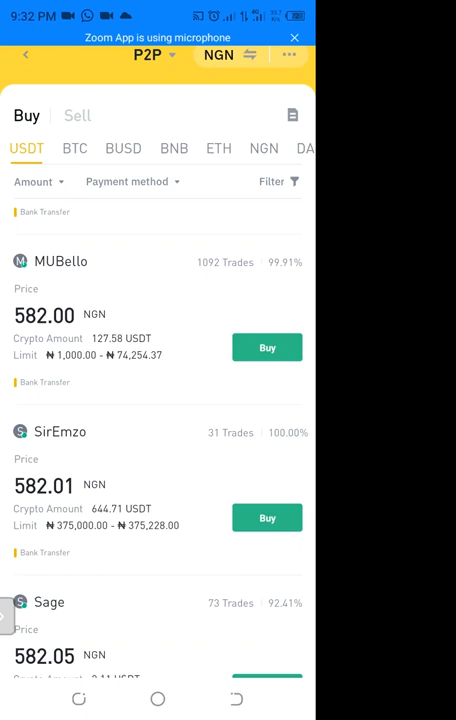 9:32 PM
Zoom App is using microphone
P2P NGN
Buy Sell
USDT BTC BUSD BNB ETH NGN DA
Amount Payment method Filter
Bank Transfer
M MUBello 1092 Trades 99.91%
Price
582.00 NGN
Crypto Amount 127.58 USDT
Limit ₦ 1,000.00 - ₦ 74,254.37
Buy
Bank Transfer
S SirEmzo 31 Trades 100.00%
Price
582.01 NGN
Crypto Amount 644.71 USDT
Limit ₦ 375,000.00 - ₦ 375,228.00
Buy
Bank Transfer
S Sage 73 Trades 92.41%
Price
582.05 NGN